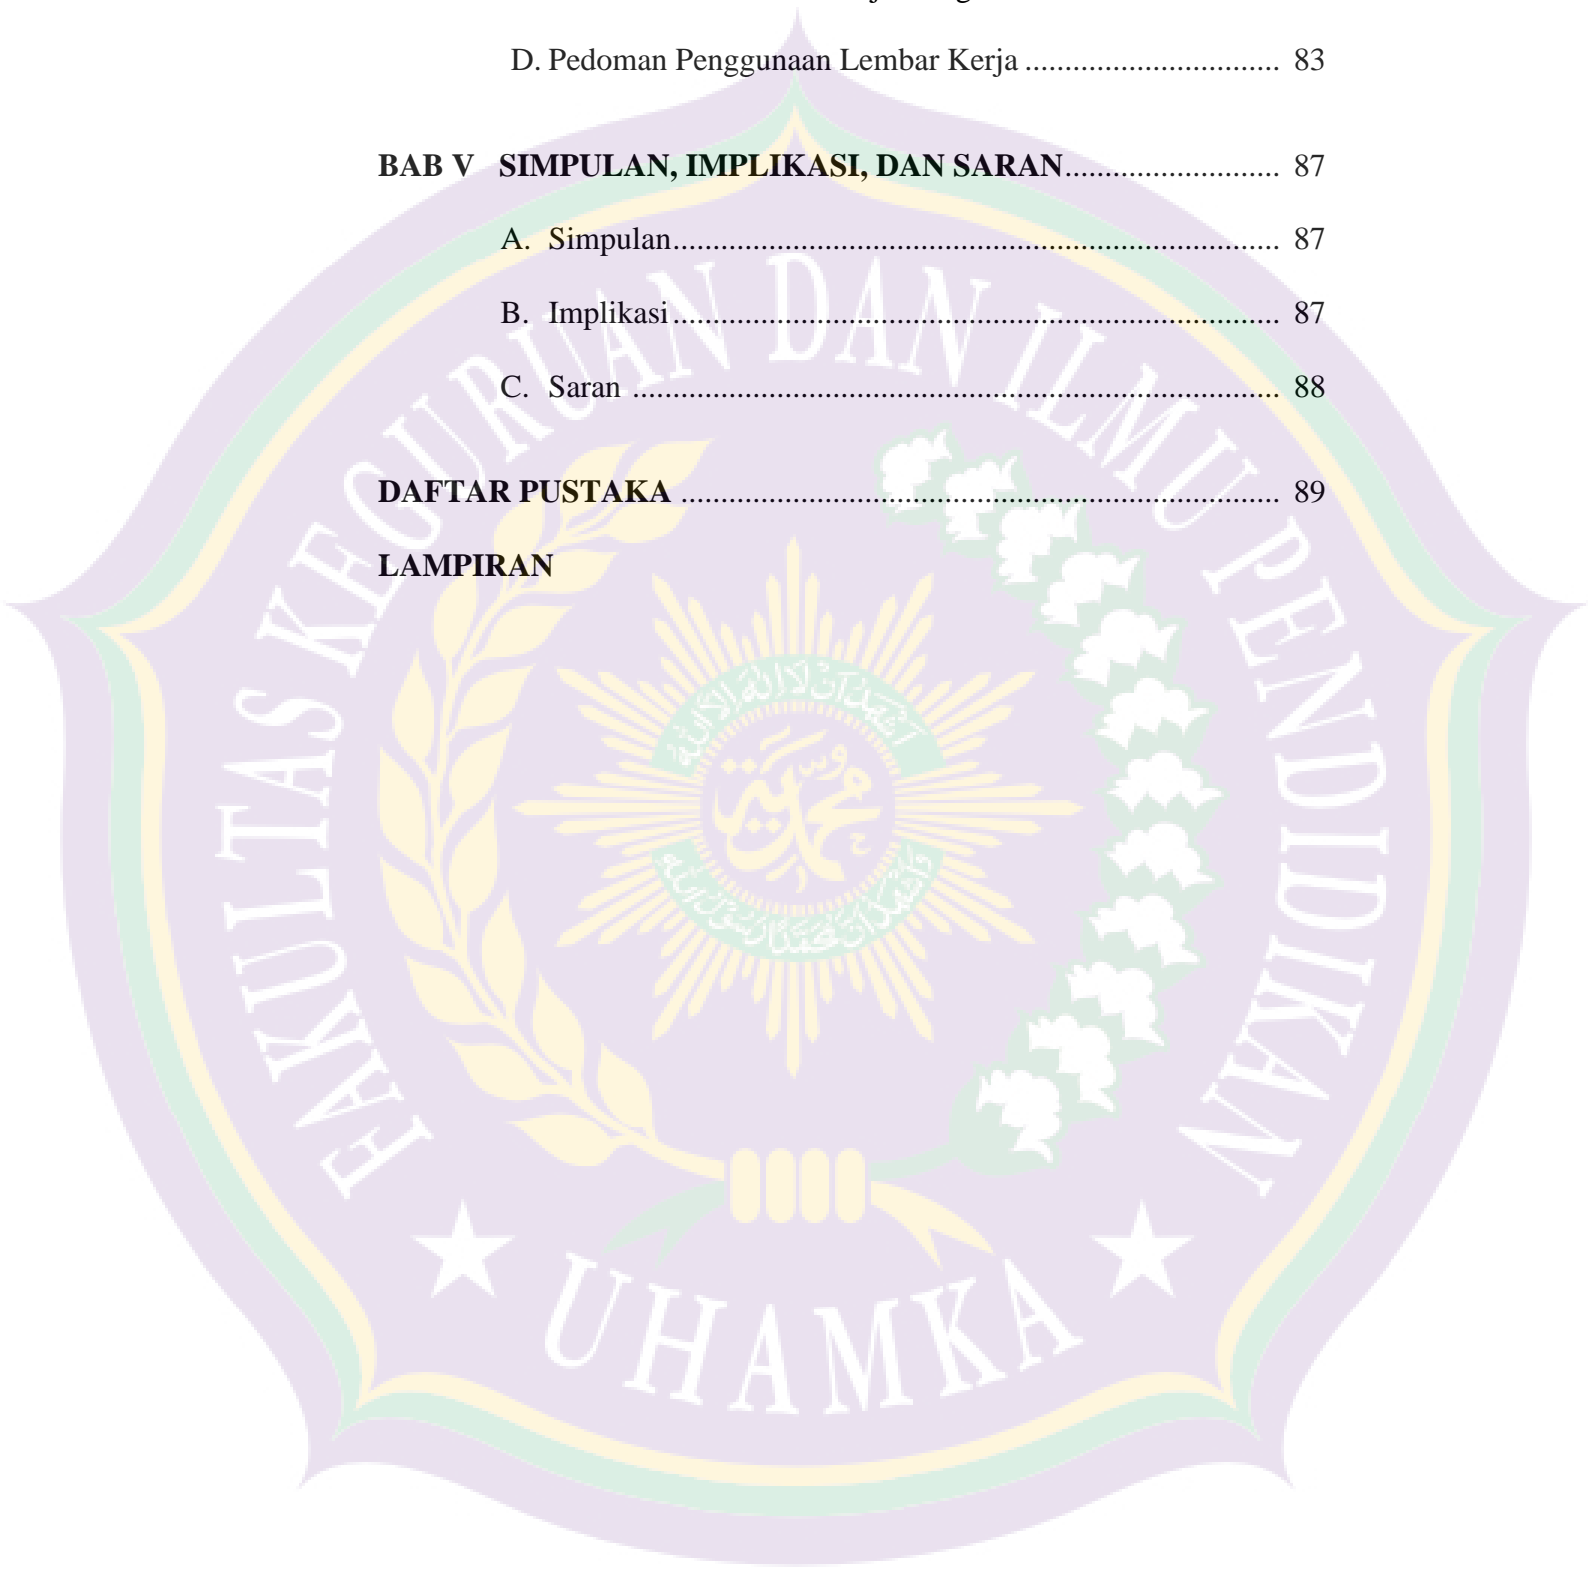 D. Pedoman Penggunaan Lembar Kerja ................................ 83
BAB V SIMPULAN, IMPLIKASI, DAN SARAN........................... 87
A. Simpulan........................................................................... 87
B. Implikasi........................................................................... 87
C. Saran ................................................................................ 88
DAFTAR PUSTAKA .......................................................................... 89
LAMPIRAN
FAKULTAS KEGURUAN DAN ILMU PENDIDIKAN
محمدية
UHAMKA